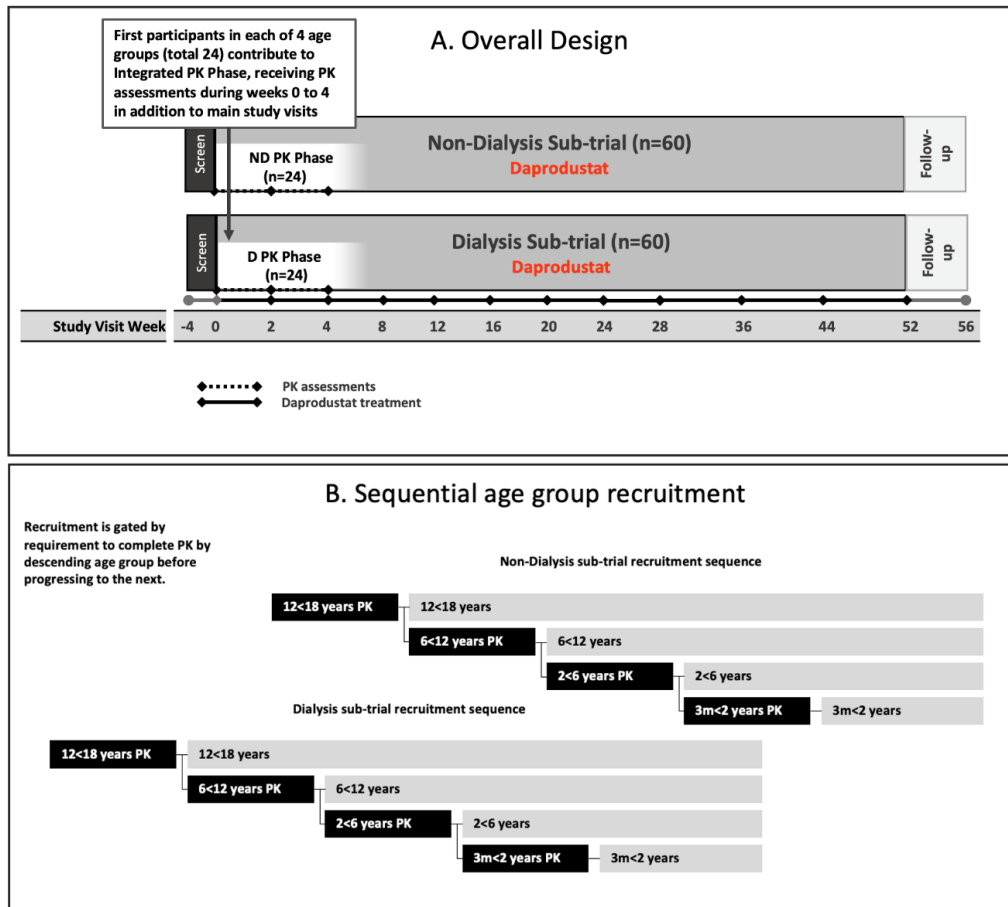 A. Overall Design
First participants in each of 4 age
groups (total 24) contribute to
Integrated PK Phase, receiving PK
assessments during weeks 0 to 4
in addition to main study visits
Screen
ND PK Phase
(n=24)
Non-Dialysis Sub-trial (n=60)
Daprodustat
Follow-
up
Screen
D PK Phase
(n=24)
Dialysis Sub-trial (n=60)
Daprodustat
Follow-
up
Study Visit Week -4 0 2 4 8 12 16 20 24 28 36 44 52 56
PK assessments
Daprodustat treatment
B. Sequential age group recruitment
Recruitment is gated by
requirement to complete PK by
descending age group before
progressing to the next.
Non-Dialysis sub-trial recruitment sequence
12<18 years PK 12<18 years
6<12 years PK 6<12 years
2<6 years PK 2<6 years
3m<2 years PK 3m<2 years
Dialysis sub-trial recruitment sequence
12<18 years PK 12<18 years
6<12 years PK 6<12 years
2<6 years PK 2<6 years
3m<2 years PK 3m<2 years